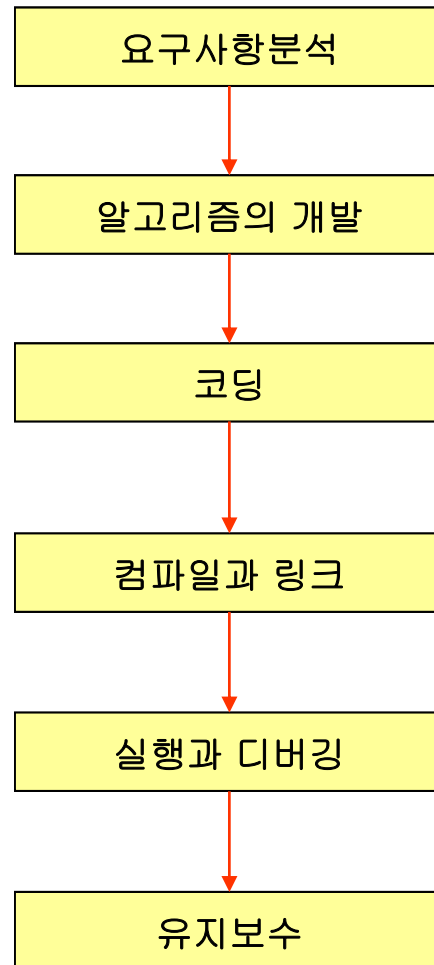 요구사항분석
알고리즘의 개발
코딩
컴파일과 링크
실행과 디버깅
유지보수